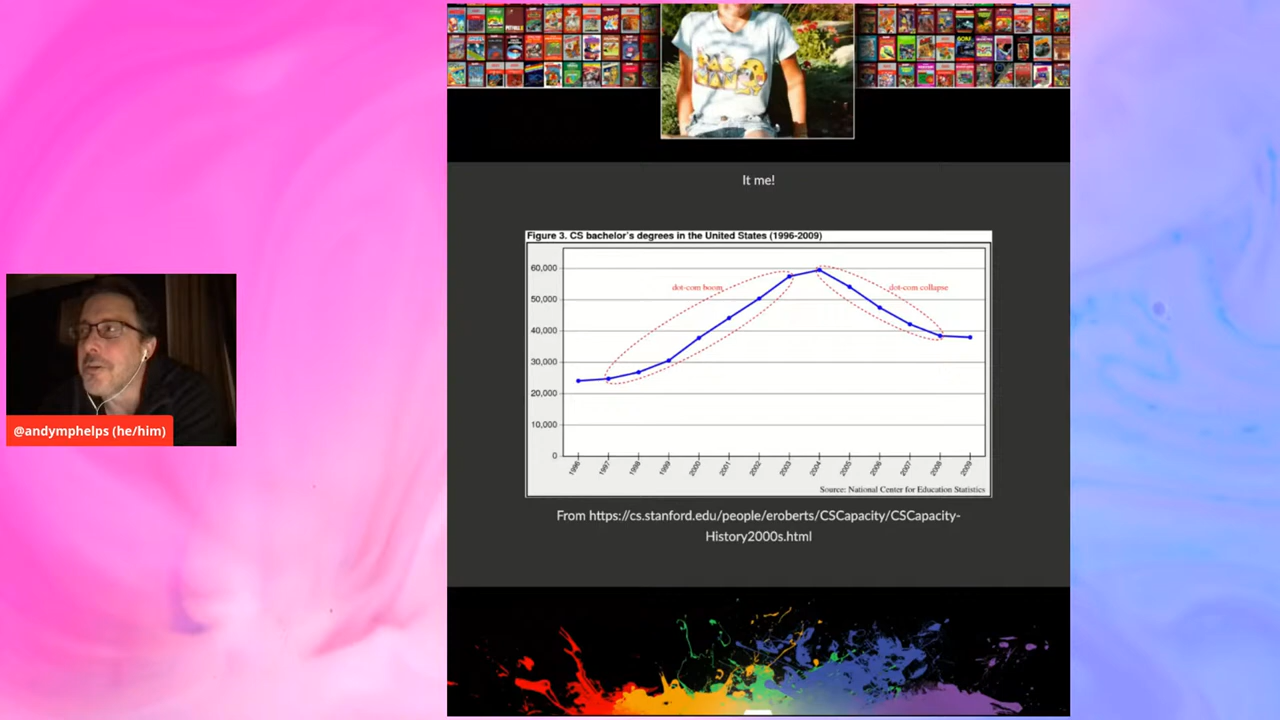 It me!
Figure 3. CS bachelor's degrees in the United States (1996-2009)
60,000
dot-com boom
dot-com collapse
50,000
40,000
30,000
20,000
10,000
0
1996
1997
1998
1999
2000
2001
2002
2003
2004
2005
2006
2007
2008
2009
Source: National Center for Education Statistics
@andymphelps (he/him)
From https://cs.stanford.edu/people/eroberts/CSCapacity/CSCapacity-
History2000s.html